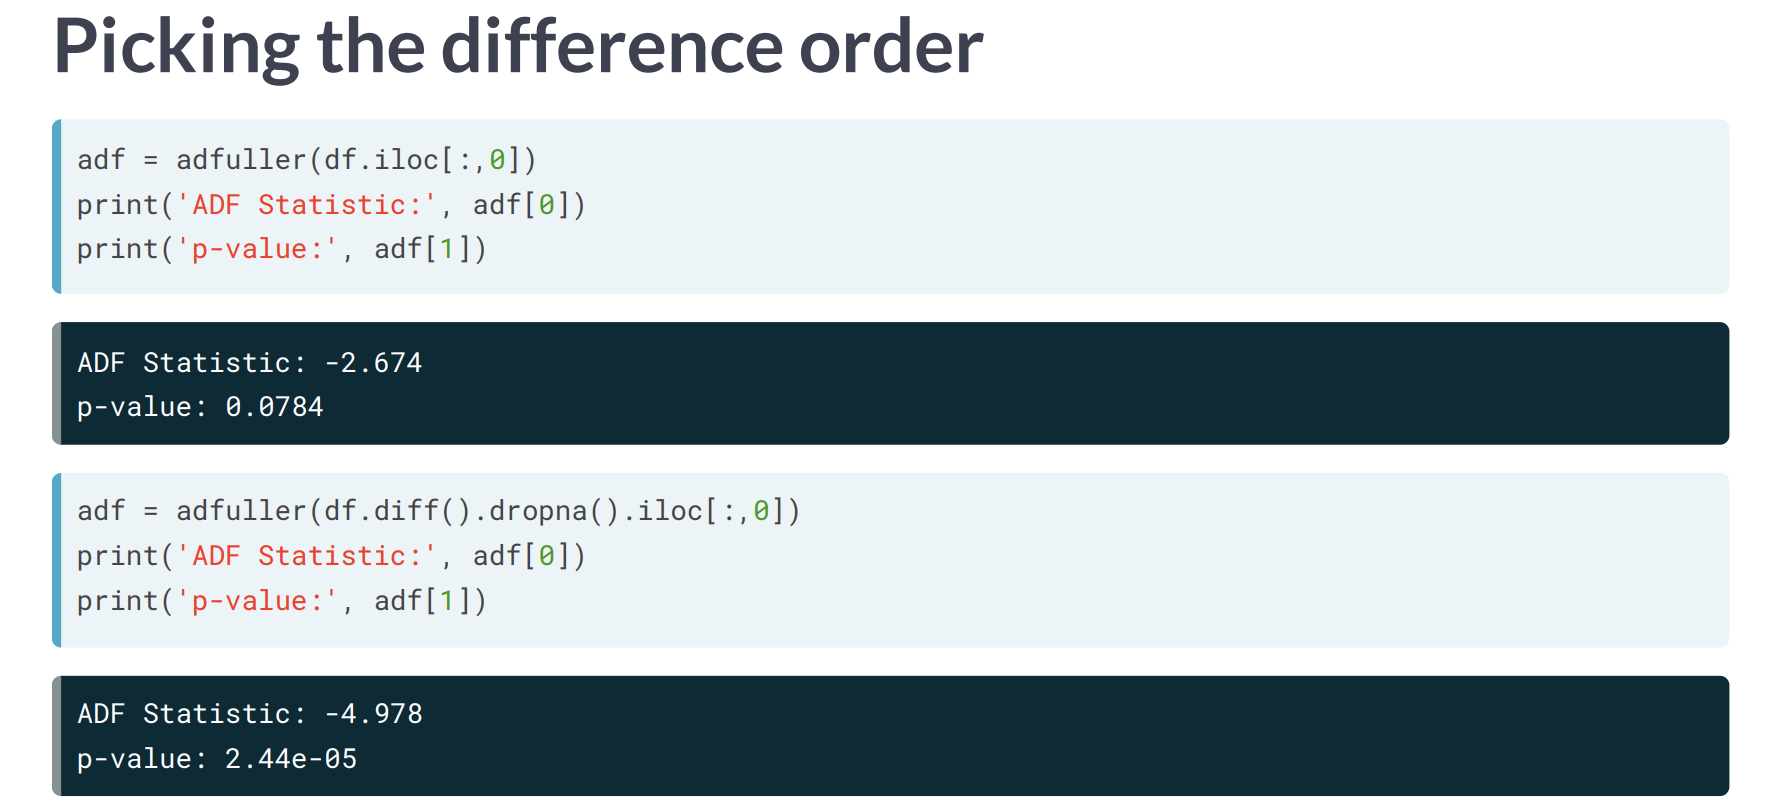 Picking the difference order
adf = adfuller(df.iloc[:,0])
print('ADF Statistic:', adf[0])
print('p-value:', adf[1])
ADF Statistic: -2.674
p-value: 0.0784
adf = adfuller(df.diff().dropna().iloc[:,0])
print('ADF Statistic:', adf[0])
print('p-value:', adf[1])
ADF Statistic: -4.978
p-value: 2.44e-05